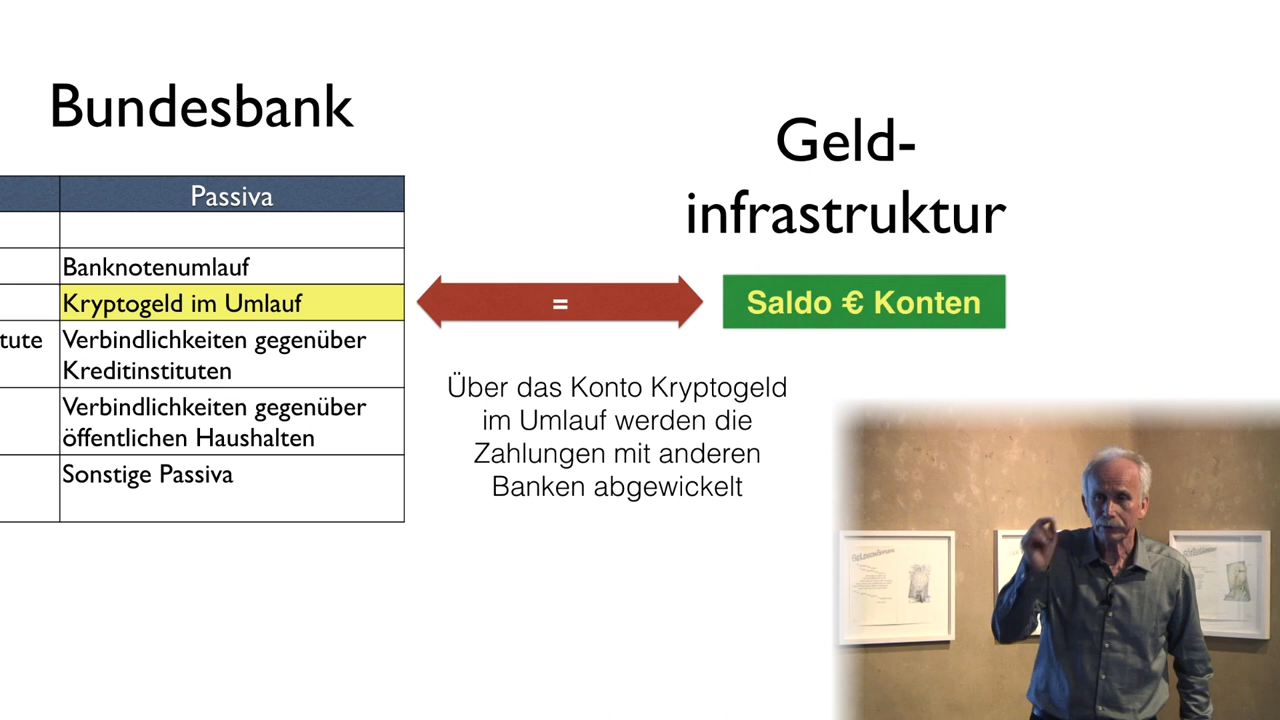 Bundesbank
Geld-
infrastruktur
Passiva
Banknotenumlauf
Kryptogeld im Umlauf
=
Saldo € Konten
tute
Verbindlichkeiten gegenüber
Kreditinstituten
Verbindlichkeiten gegenüber
öffentlichen Haushalten
Sonstige Passiva
Über das Konto Kryptogeld
im Umlauf werden die
Zahlungen mit anderen
Banken abgewickelt